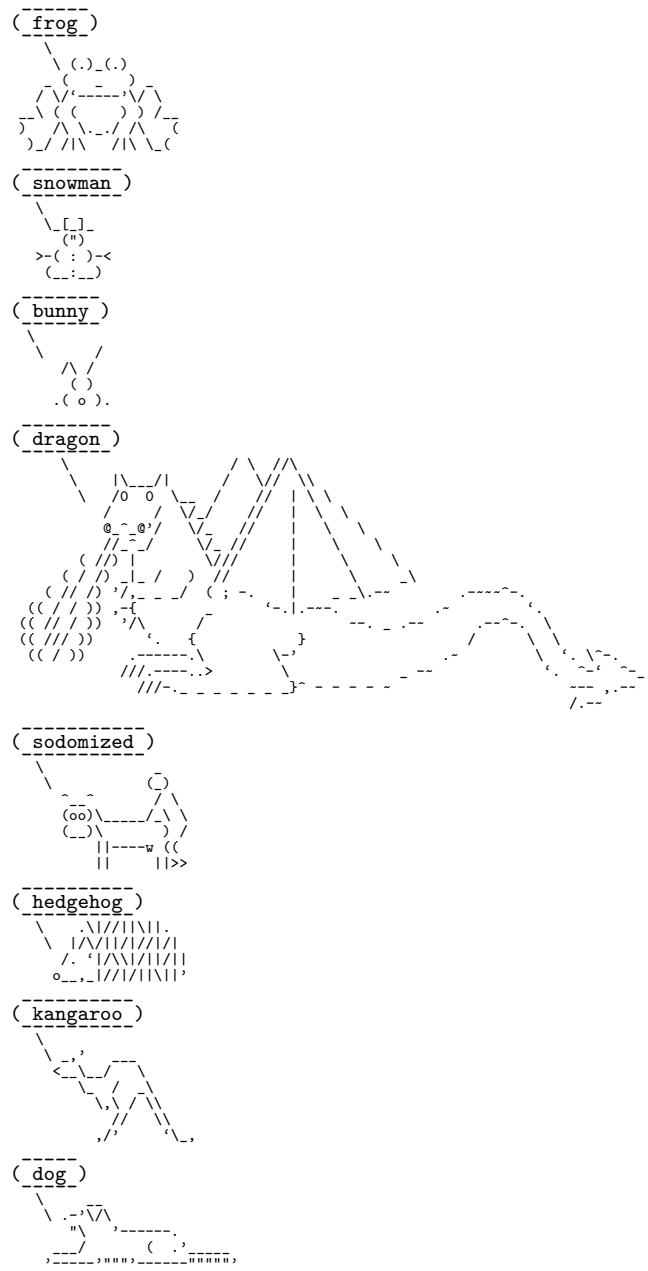 ( frog )
( snowman )
( bunny )
( dragon )
( sodomized )
( hedgehog )
( kangaroo )
( dog )